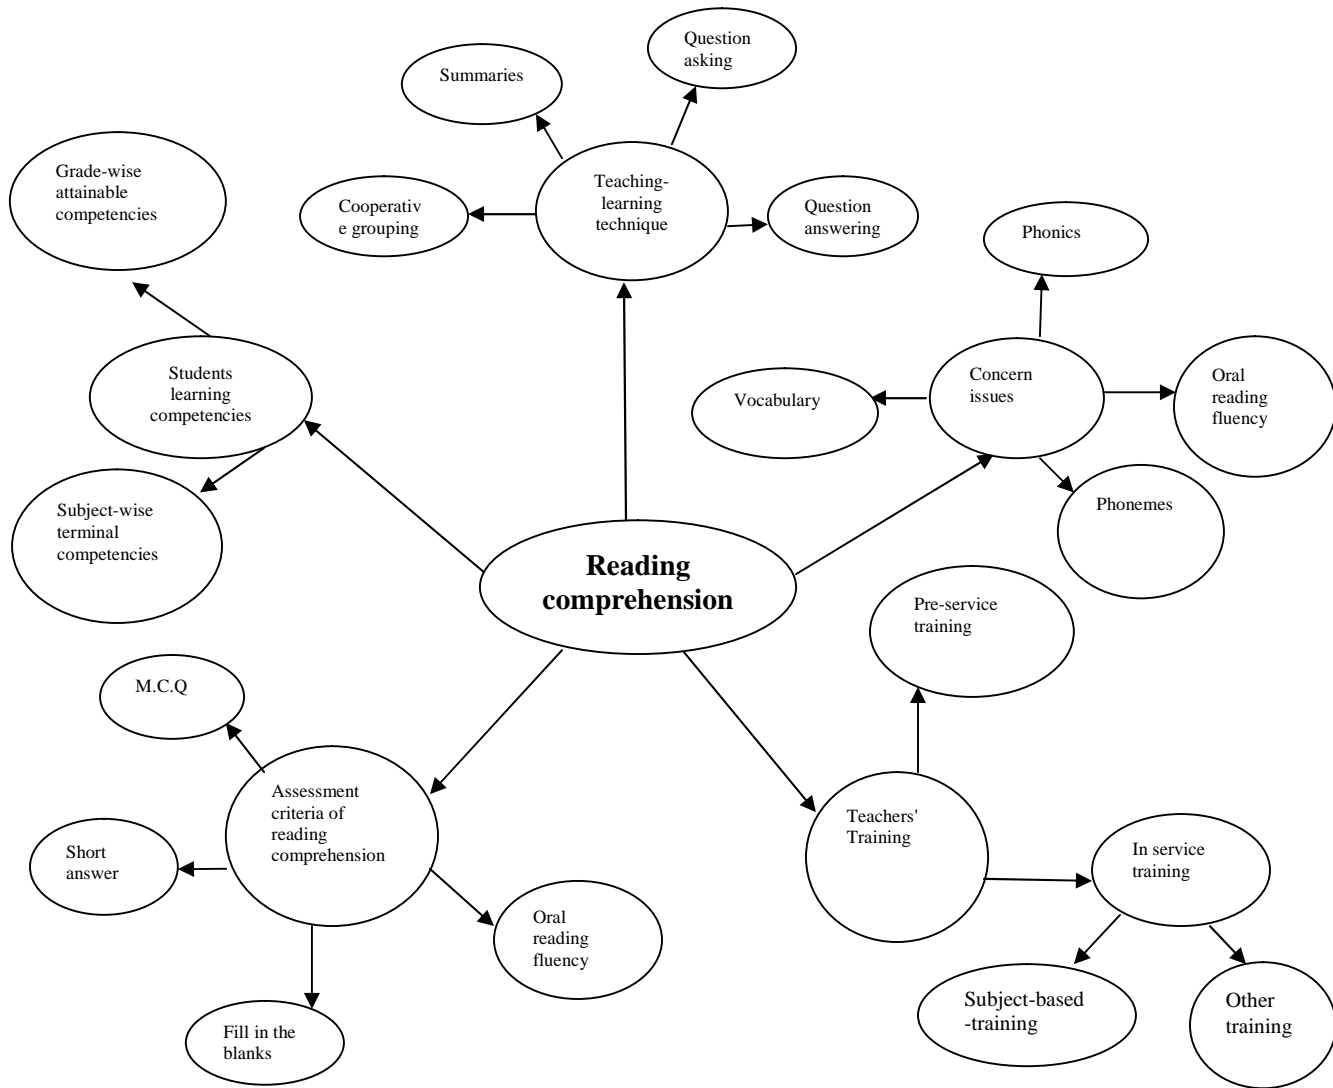 Question
asking
Summaries
Grade-wise
attainable
competencies
Teaching-
learning
technique
Cooperativ
e grouping
Question
answering
Phonics
Students
learning
competencies
Concern
issues
Oral
reading
fluency
Vocabulary
Subject-wise
terminal
competencies
Phonemes
Reading
comprehension
Pre-service
training
M.C.Q
Assessment
criteria of
reading
comprehension
Teachers'
Training
In service
training
Short
answer
Oral
reading
fluency
Subject-based
-training
Other
training
Fill in the
blanks